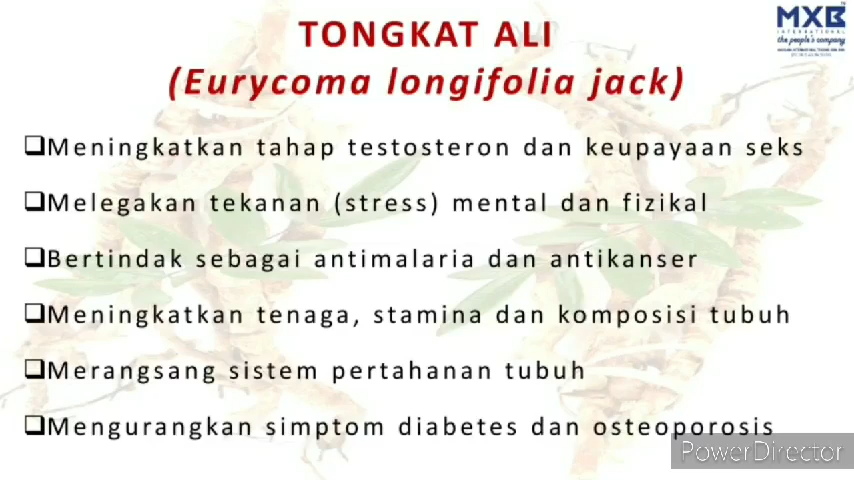 TONGKAT ALI
(Eurycoma longifolia jack)
MXB
INTERNATIONAL
the people's company
Meningkatkan tahap testosteron dan keupayaan seks
Melegakan tekanan (stress) mental dan fizikal
Bertindak sebagai antimalaria dan antikanser
Meningkatkan tenaga, stamina dan komposisi tubuh
Merangsang sistem pertahanan tubuh
Mengurangkan simptom diabetes dan osteoporosis
PowerDirector